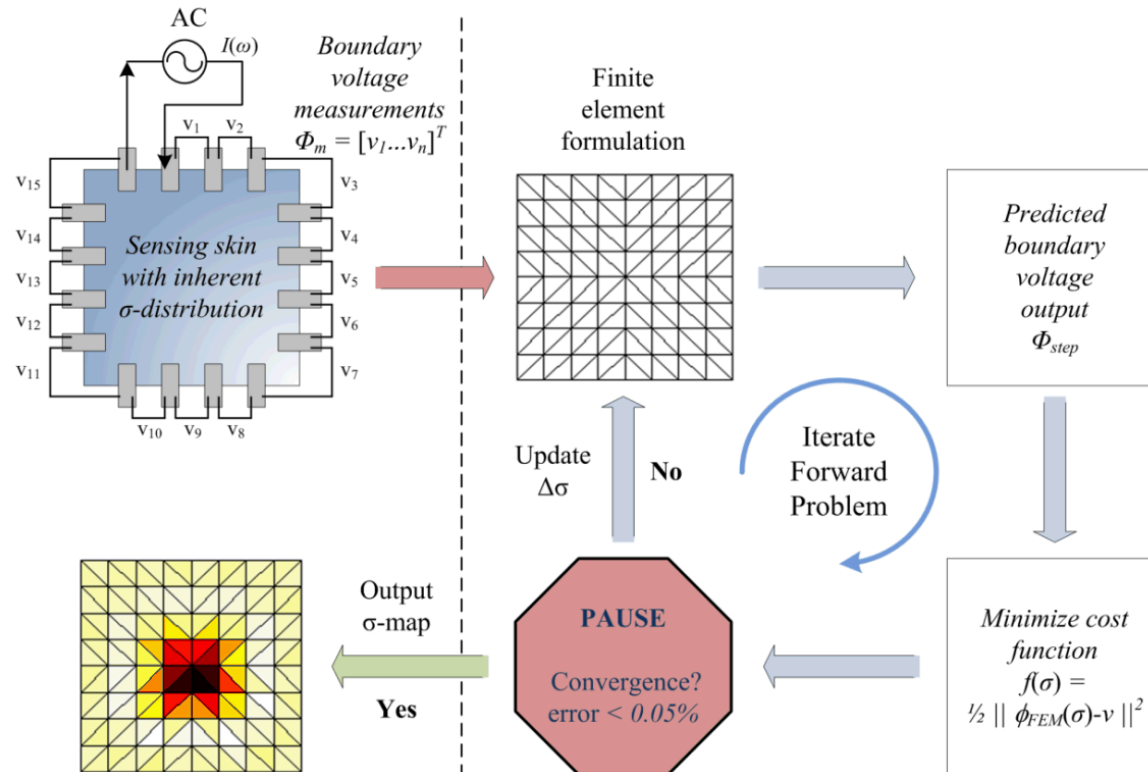 AC
I(ω)
Boundary
voltage
measurements
Φm = [v1...vn]^T
v1
v2
v15
v14
v13
v12
v11
v3
v4
v5
v6
v7
v10
v9
v8
Sensing skin
with inherent
σ-distribution
Finite
element
formulation
Predicted
boundary
voltage
output
Φstep
Iterate
Forward
Problem
Update
Δσ
No
Minimize cost
function
f(σ) =
½ || ϕFEM(σ)-v ||^2
PAUSE
Convergence?
error < 0.05%
Output
σ-map
Yes